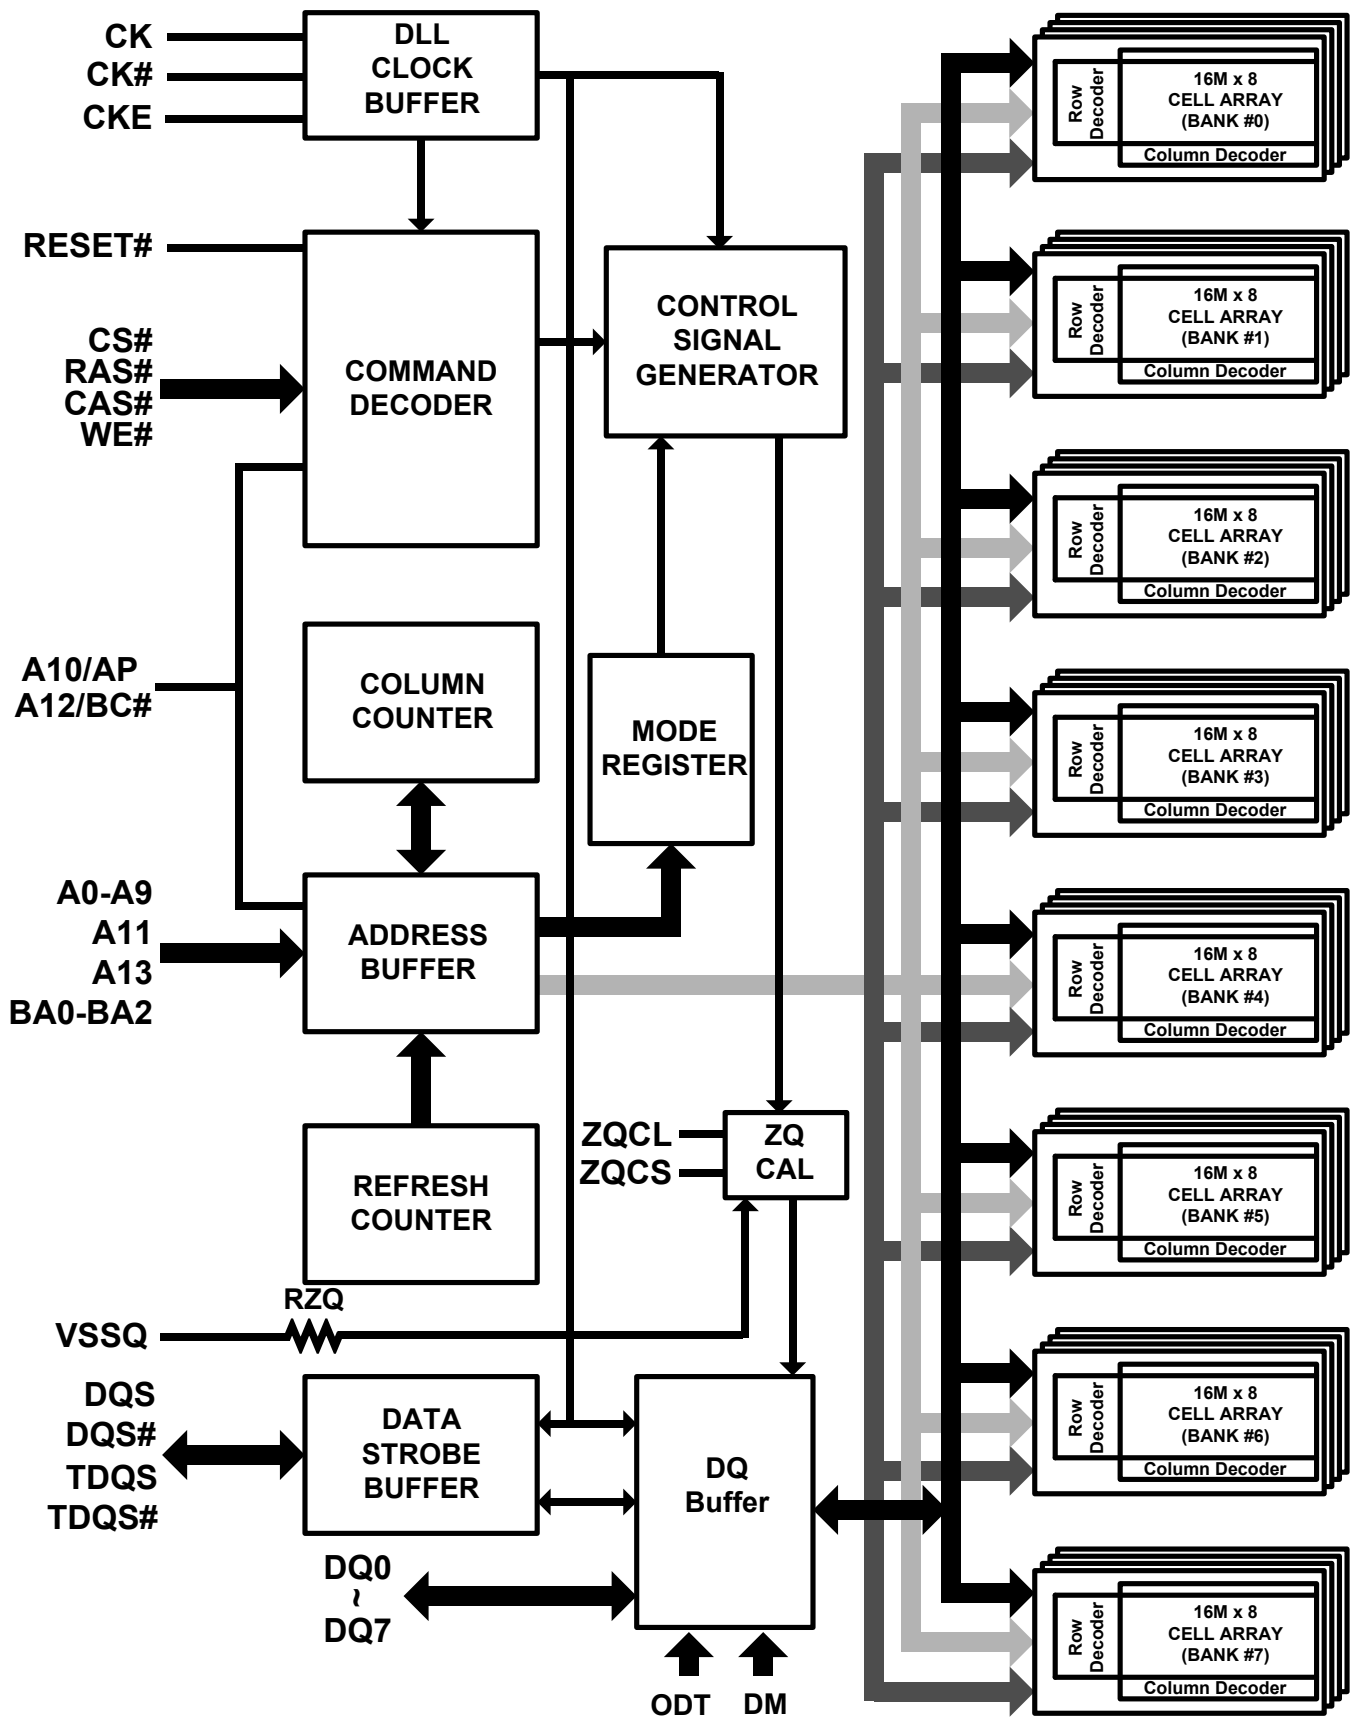 CK
CK#
CKE
DLL
CLOCK
BUFFER
RESET#
CS#
RAS#
CAS#
WE#
COMMAND
DECODER
CONTROL
SIGNAL
GENERATOR
A10/AP
A12/BC#
COLUMN
COUNTER
MODE
REGISTER
A0-A9
A11
A13
BA0-BA2
ADDRESS
BUFFER
REFRESH
COUNTER
ZQCL
ZQCS
ZQ
CAL
RZQ
VSSQ
DQS
DQS#
TDQS
TDQS#
DATA
STROBE
BUFFER
DQ
Buffer
DQ0
~
DQ7
ODT
DM
Row
Decoder
16M x 8
CELL ARRAY
(BANK #0)
Column Decoder
Row
Decoder
16M x 8
CELL ARRAY
(BANK #1)
Column Decoder
Row
Decoder
16M x 8
CELL ARRAY
(BANK #2)
Column Decoder
Row
Decoder
16M x 8
CELL ARRAY
(BANK #3)
Column Decoder
Row
Decoder
16M x 8
CELL ARRAY
(BANK #4)
Column Decoder
Row
Decoder
16M x 8
CELL ARRAY
(BANK #5)
Column Decoder
Row
Decoder
16M x 8
CELL ARRAY
(BANK #6)
Column Decoder
Row
Decoder
16M x 8
CELL ARRAY
(BANK #7)
Column Decoder